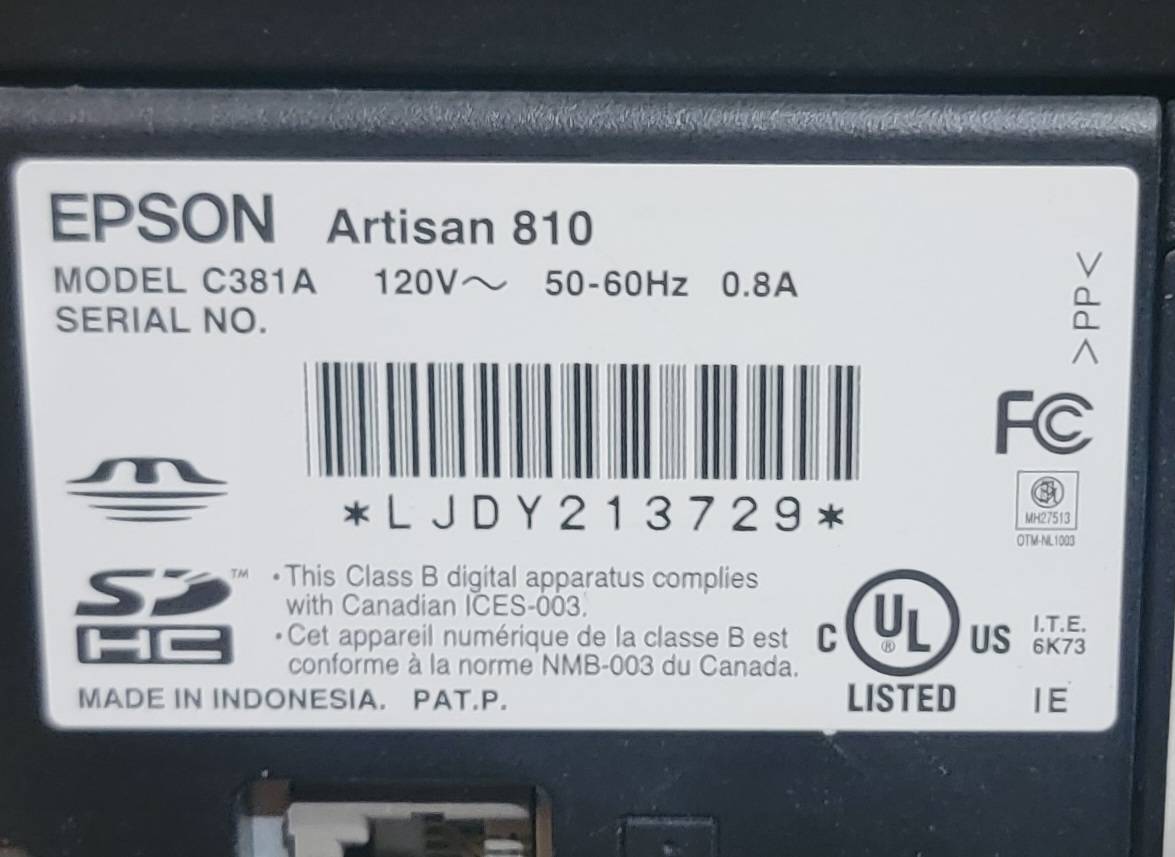 EPSON Artisan 810
MODEL C381A 120V～ 50-60Hz 0.8A
SERIAL NO.
>PP<
FC
*LJDY213729*
MH27513
OTM-NL1003
SD™
HC
•This Class B digital apparatus complies
with Canadian ICES-003.
•Cet appareil numérique de la classe B est
conforme à la norme NMB-003 du Canada.
C UL® US
LISTED
I.T.E.
6K73
IE
MADE IN INDONESIA. PAT.P.